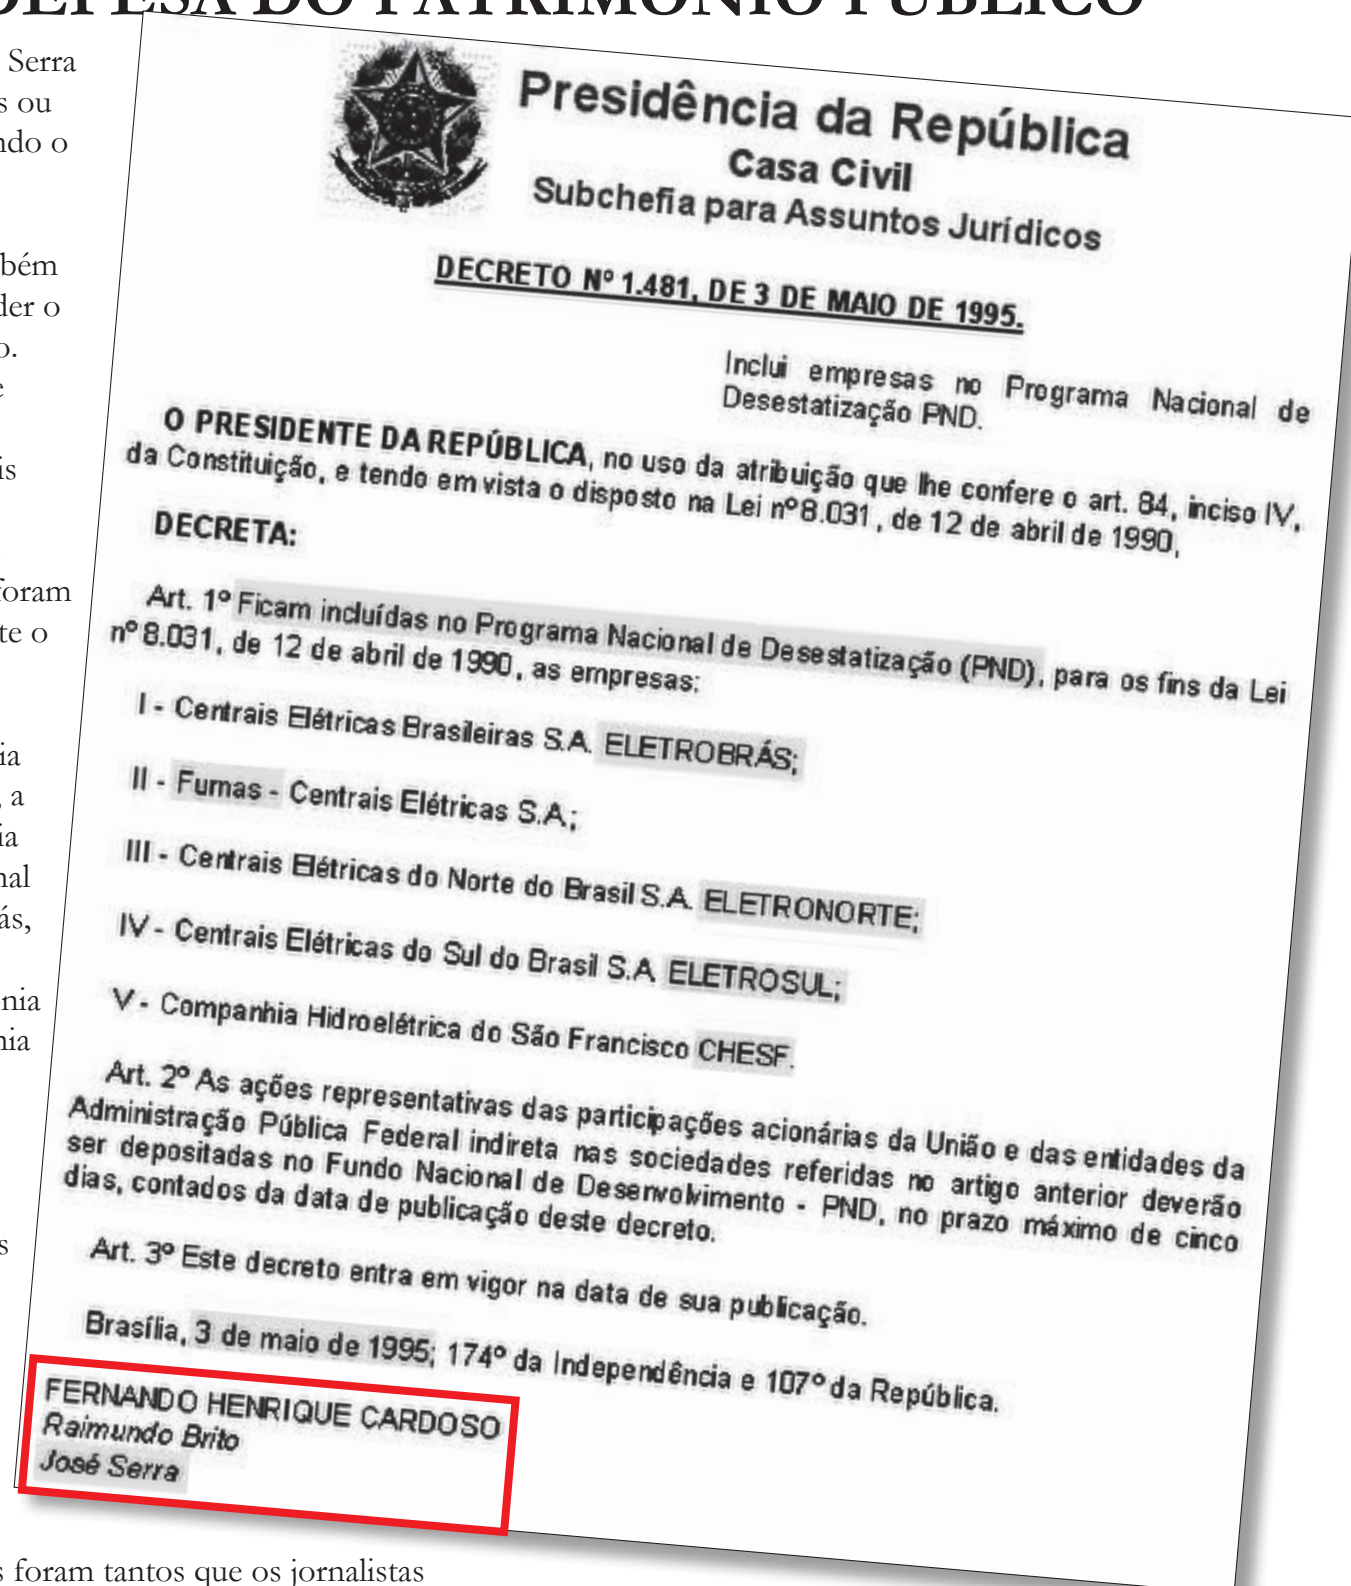 DEFESA DO PATRIMÔNIO PÚBLICO
Serra
s ou
ndo o
bém
der o
o.
e
is
foram
te o
ia
, a
ia
nal
ás,
nia
nia
s
s foram tantos que os jornalistas
Presidência da República
Casa Civil
Subchefia para Assuntos Jurídicos
DECRETO Nº 1.481, DE 3 DE MAIO DE 1995.
Inclui empresas no Programa Nacional de
Desestatização PND.
O PRESIDENTE DA REPÚBLICA, no uso da atribuição que lhe confere o art. 84, inciso IV,
da Constituição, e tendo em vista o disposto na Lei nº 8.031, de 12 de abril de 1990,
DECRETA:
Art. 1º Ficam incluídas no Programa Nacional de Desestatização (PND), para os fins da Lei
nº 8.031, de 12 de abril de 1990, as empresas:
I - Centrais Elétricas Brasileiras S.A. ELETROBRÁS;
II - Furnas - Centrais Elétricas S.A.;
III - Centrais Elétricas do Norte do Brasil S.A. ELETRONORTE;
IV - Centrais Elétricas do Sul do Brasil S.A. ELETROSUL;
V - Companhia Hidroelétrica do São Francisco CHESF.
Art. 2º As ações representativas das participações acionárias da União e das entidades da
Administração Pública Federal indireta nas sociedades referidas no artigo anterior deverão
ser depositadas no Fundo Nacional de Desenvolvimento - PND, no prazo máximo de cinco
dias, contados da data de publicação deste decreto.
Art. 3º Este decreto entra em vigor na data de sua publicação.
Brasília, 3 de maio de 1995; 174º da Independência e 107º da República.
FERNANDO HENRIQUE CARDOSO
Raimundo Brito
José Serra